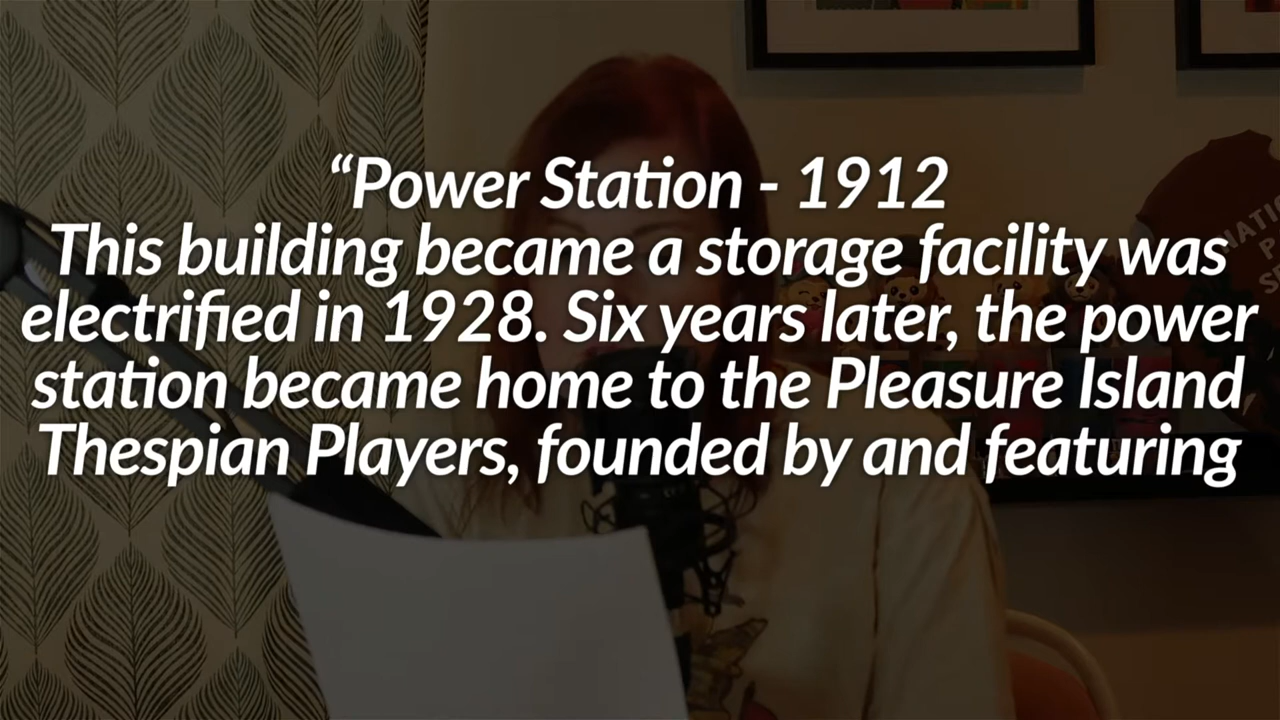 “Power Station - 1912
This building became a storage facility was
electrified in 1928. Six years later, the power
station became home to the Pleasure Island
Thespian Players, founded by and featuring